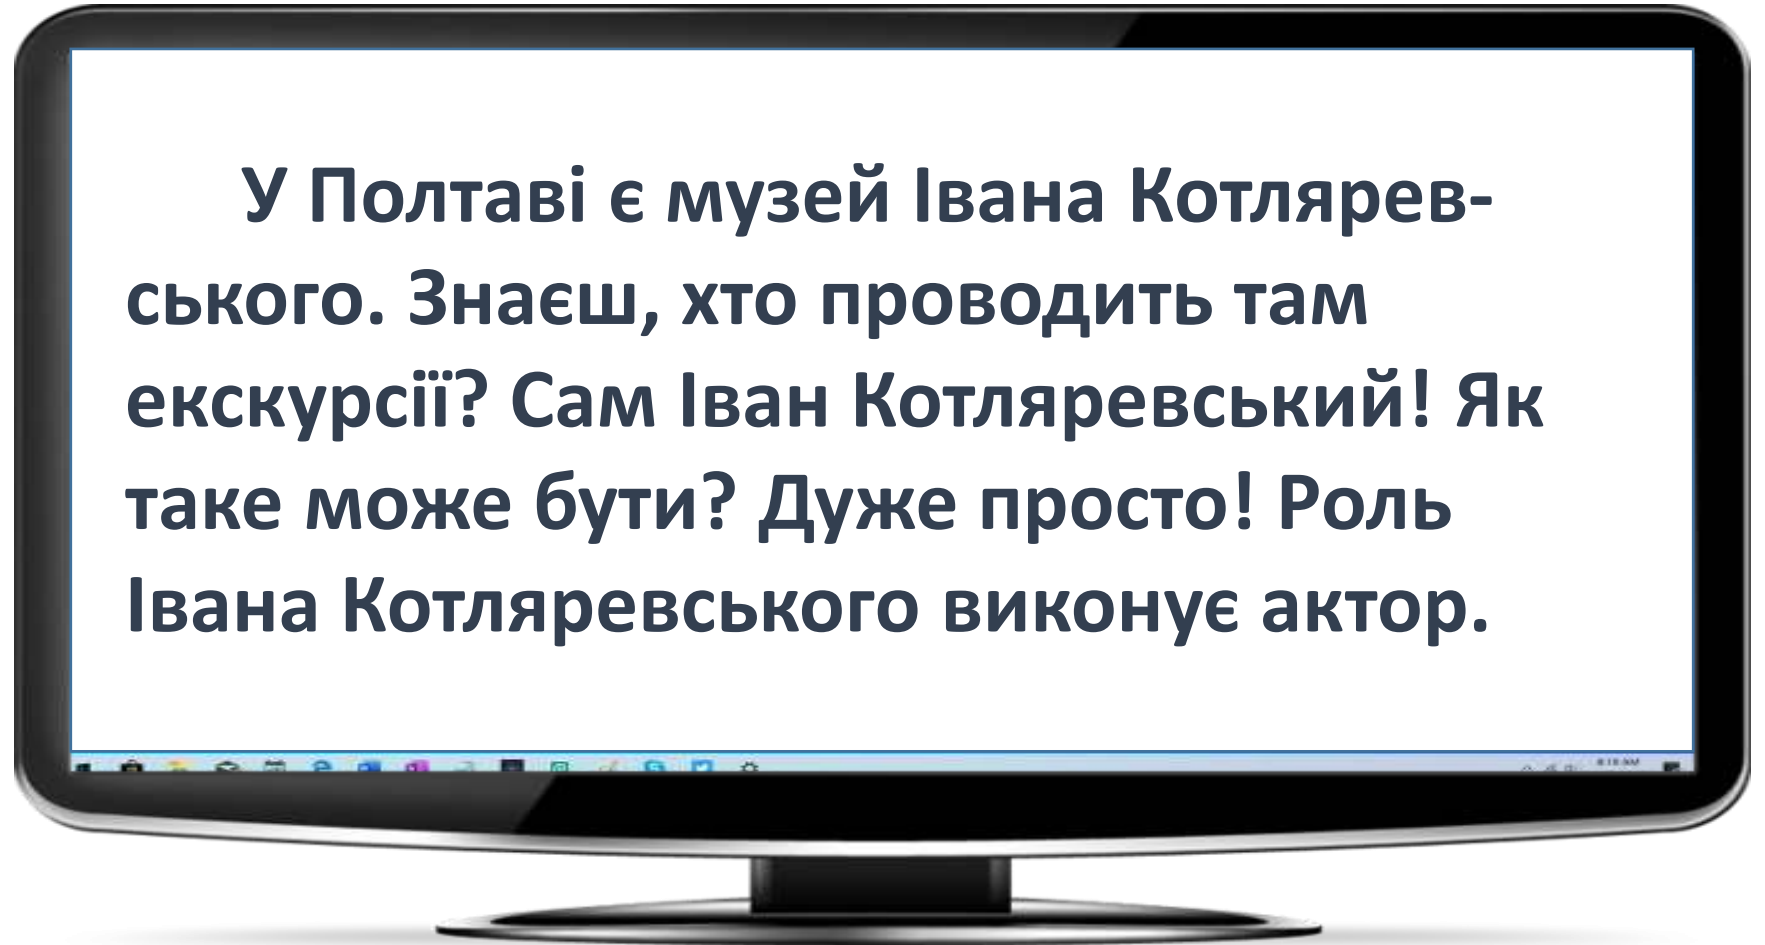 У Полтаві є музей Івана Котлярев-
ського. Знаєш, хто проводить там
екскурсії? Сам Іван Котляревський! Як
таке може бути? Дуже просто! Роль
Івана Котляревського виконує актор.